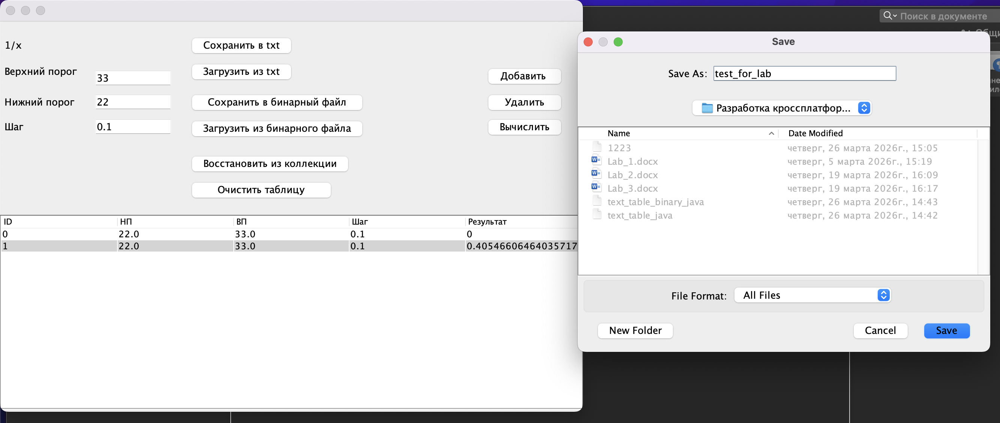 1/x
Верхний порог
33
Нижний порог
22
Шаг
0.1
Сохранить в txt
Загрузить из txt
Сохранить в бинарный файл
Загрузить из бинарного файла
Восстановить из коллекции
Очистить таблицу
Добавить
Удалить
Вычислить
ID НП ВП Шаг Результат
0 22.0 33.0 0.1 0
1 22.0 33.0 0.1 0.40546606464035717
Поиск в документе
Save
Save As: test_for_lab
Разработка кроссплатфор...
Name Date Modified
1223 четверг, 26 марта 2026г., 15:05
Lab_1.docx четверг, 5 марта 2026г., 15:19
Lab_2.docx четверг, 19 марта 2026г., 16:09
Lab_3.docx четверг, 19 марта 2026г., 16:17
text_table_binary_java четверг, 26 марта 2026г., 14:43
text_table_java четверг, 26 марта 2026г., 14:42
File Format: All Files
New Folder Cancel Save